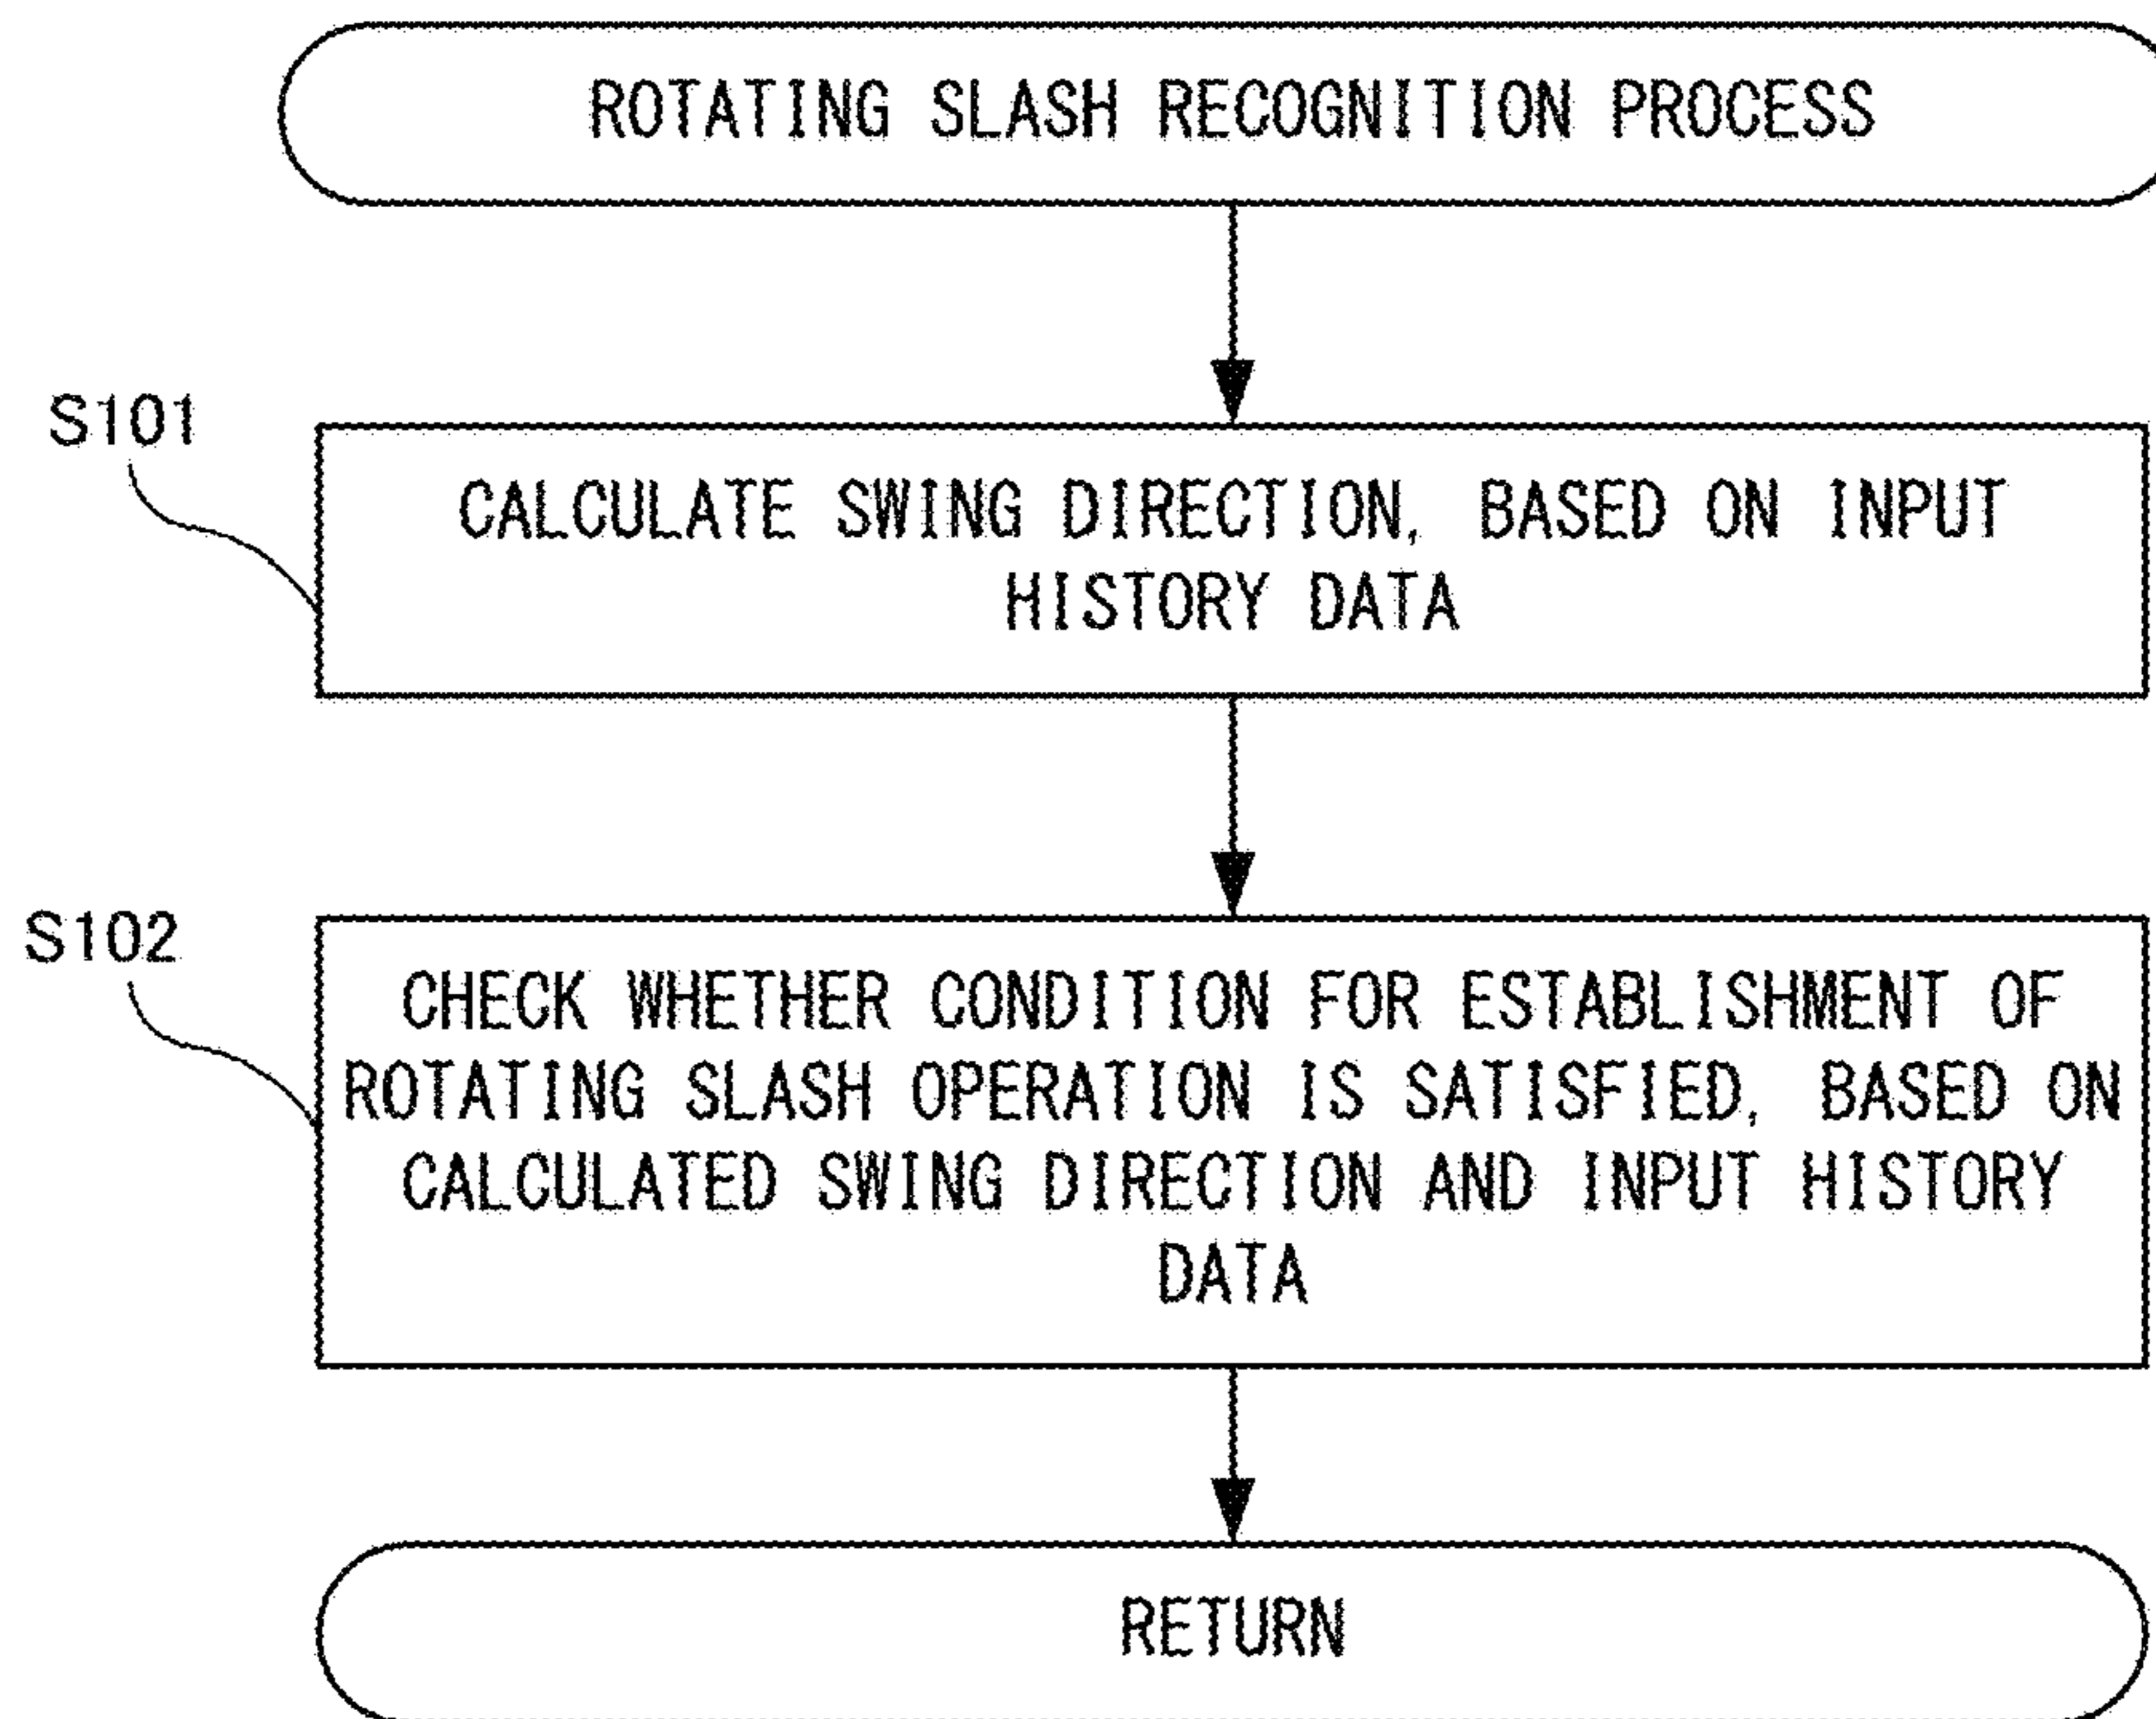 ROTATING SLASH RECOGNITION PROCESS
S101
CALCULATE SWING DIRECTION, BASED ON INPUT
HISTORY DATA
S102
CHECK WHETHER CONDITION FOR ESTABLISHMENT OF
ROTATING SLASH OPERATION IS SATISFIED, BASED ON
CALCULATED SWING DIRECTION AND INPUT HISTORY
DATA
RETURN